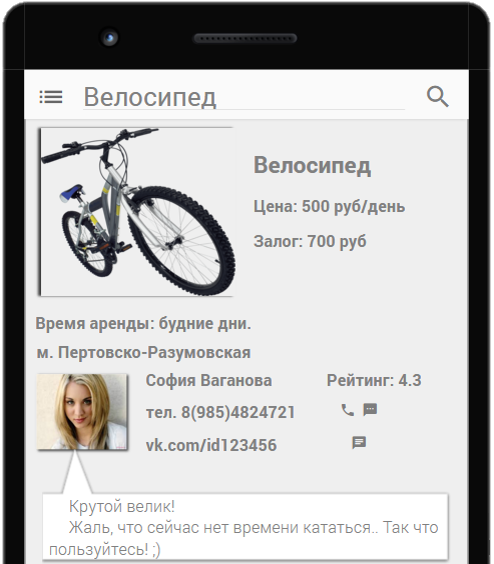 Велосипед
Велосипед
Цена: 500 руб/день
Залог: 700 руб
Время аренды: будние дни.
м. Пертовско-Разумовская
София Ваганова Рейтинг: 4.3
тел. 8(985)4824721
vk.com/id123456
Крутой велик!
Жаль, что сейчас нет времени кататься.. Так что
пользуйтесь! ;)